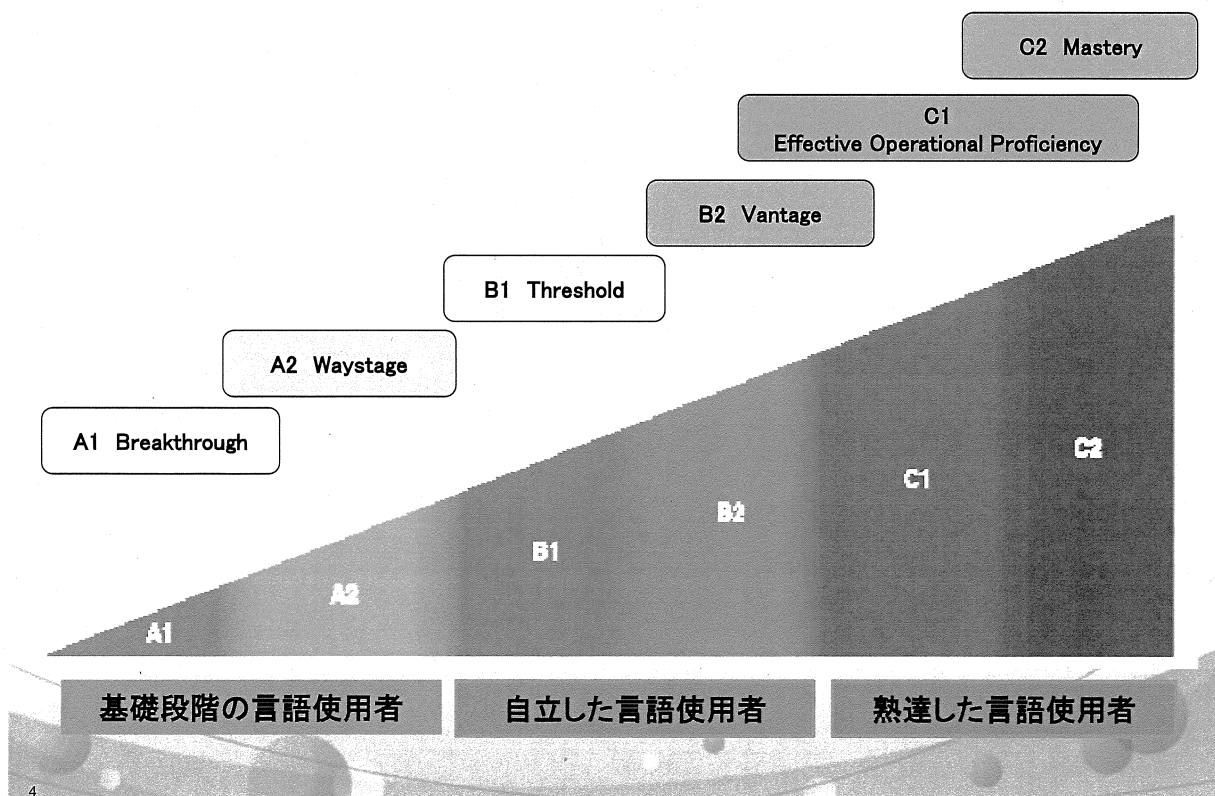 C2 Mastery
C1
Effective Operational Proficiency
B2 Vantage
B1 Threshold
A2 Waystage
A1 Breakthrough
C2
C1
B2
B1
A2
A1
基礎段階の言語使用者
自立した言語使用者
熟達した言語使用者
4